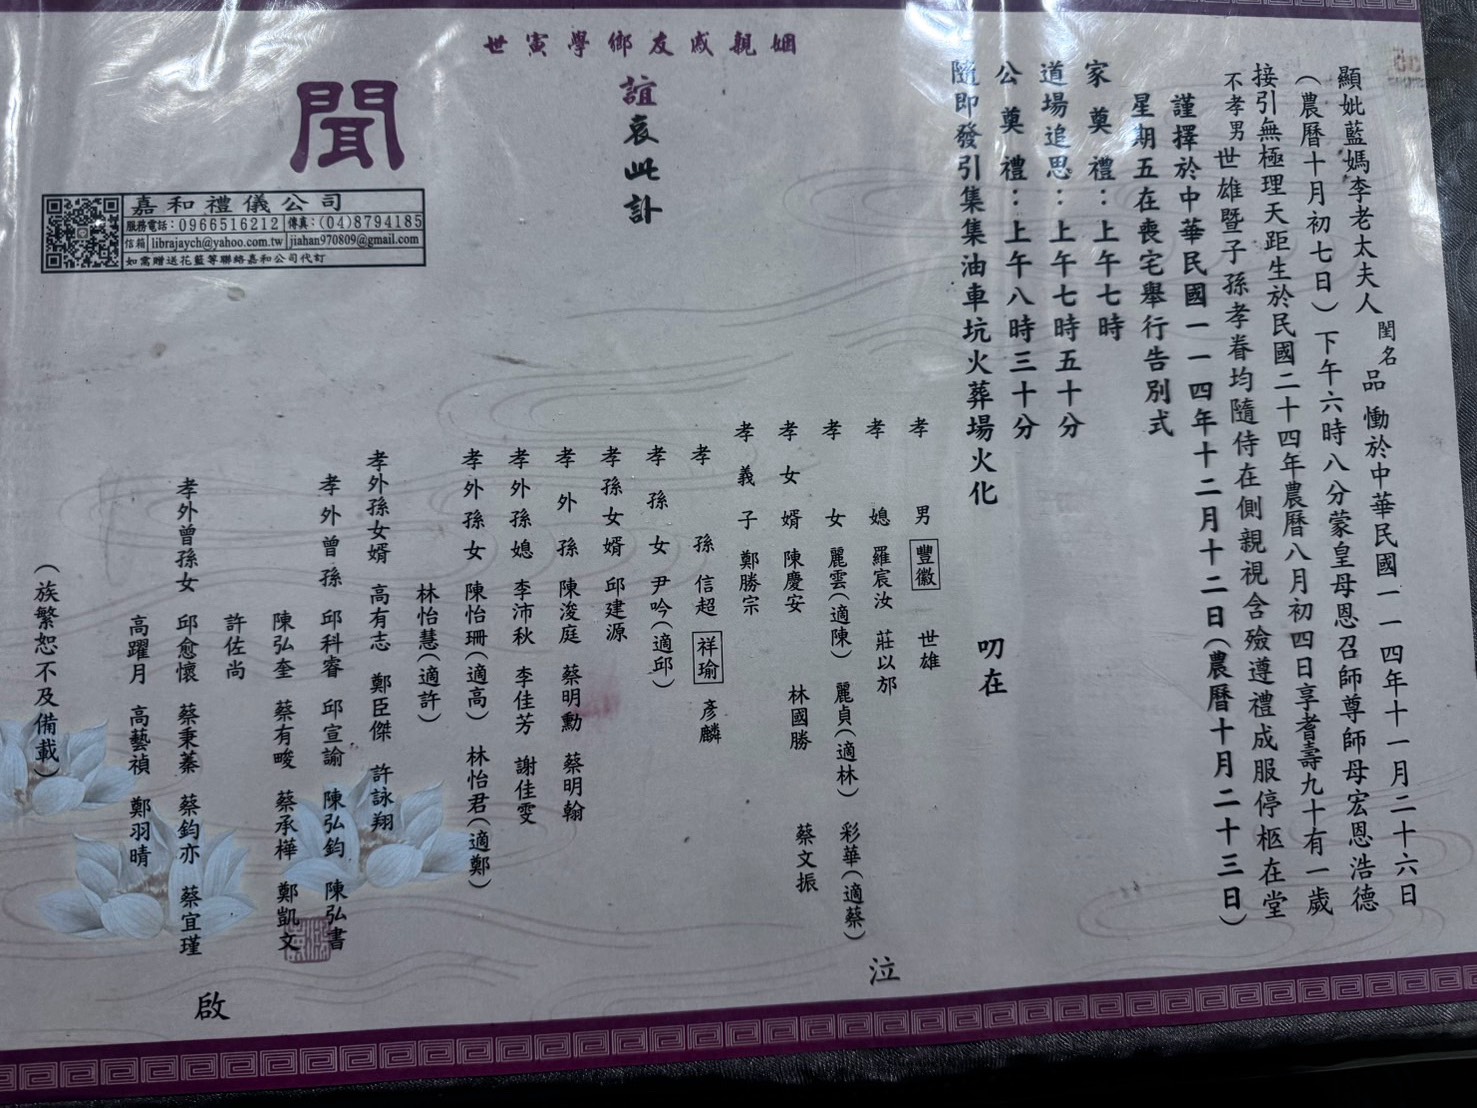 顯妣藍媽李老太夫人閨名品慟於中華民國一一四年十一月二十六日
(農曆十月初七日)下午六時八分蒙皇母恩召師尊師母宏恩浩德
接引無極理天距生於民國二十四年農曆八月初四日享耆壽九十有一歲
不孝男世雄暨子孫孝眷均隨侍在側親視含殮遵禮成服停柩在堂
謹擇於中華民國一一四年十二月十二日(農曆十月二十三日)
星期五在喪宅舉行告別式
家奠禮：上午七時
道場追思：上午七時五十分
公奠禮：上午八時三十分
隨即發引集集油車坑火葬場火化
叨在
世寅學鄉友戚親姻
誼哀此訃
聞
孝男 豐徽 世雄
孝媳 羅宸汝 莊以邡
孝女 麗雲(適陳) 麗貞(適林) 彩華(適蔡)
孝女婿 陳慶安 林國勝 蔡文振
孝義子 鄭勝宗
孝孫 信超 祥瑜 彥麟
孝孫女 尹吟(適邱)
孝孫女婿 邱建源
孝外孫 陳浚庭 蔡明勳 蔡明翰
孝外孫媳 李沛秋 李佳芳 謝佳雯
孝外孫女 陳怡珊(適高) 林怡君(適鄭)
林怡慧(適許)
孝外孫女婿 高有志 鄭臣傑 許詠翔
孝外曾孫 邱科睿 邱宣諭 陳弘鈞 陳弘書
陳弘奎 蔡有畯 蔡承樺 鄭凱文
許佐尚
孝外曾孫女 邱愈懷 蔡秉蓁 蔡鈞亦 蔡宜瑾
高躍月 高藝禎 鄭羽晴
(族繁恕不及備載)
泣
啟
嘉和禮儀公司
服務電話：0966516212 傳真：(04)8794185
信箱 librajaych@yahoo.com.tw jiahan970809@gmail.com
如需贈送花籃等聯絡嘉和公司代訂